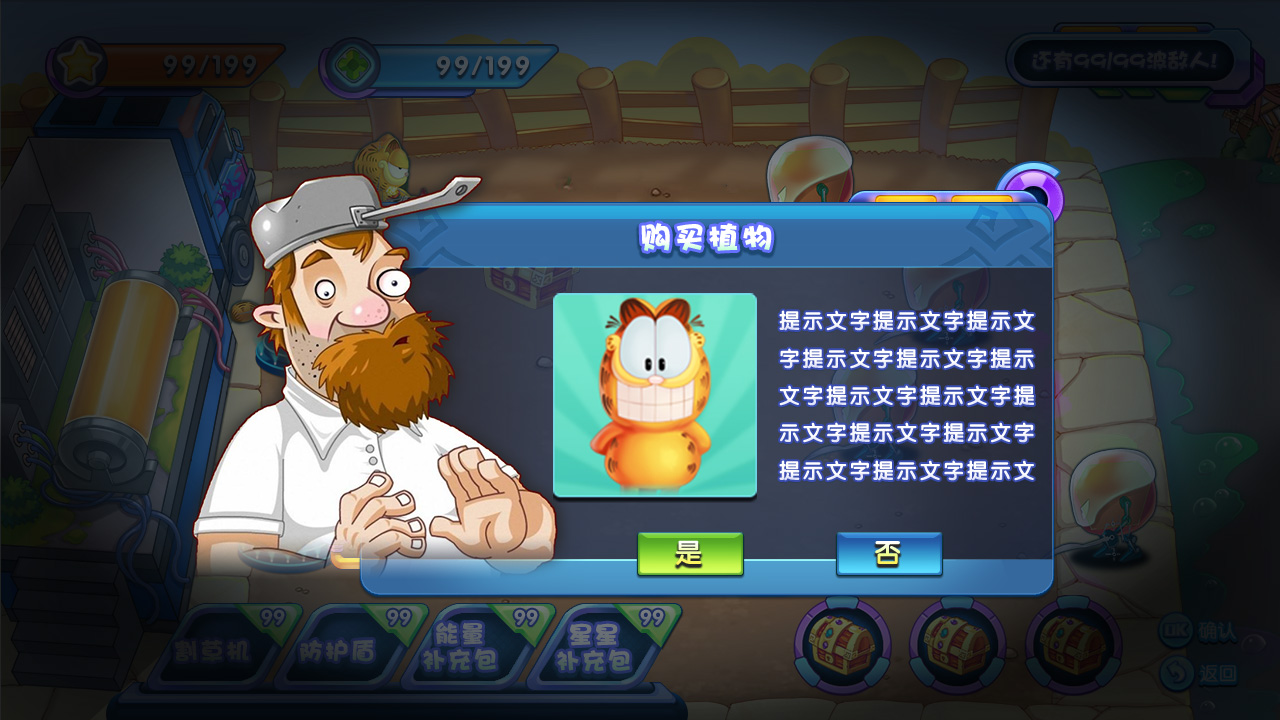 99/199
99/199
还有99/99波敌人!
购买植物
提示文字提示文字提示文
字提示文字提示文字提示
文字提示文字提示文字提
示文字提示文字提示文字
提示文字提示文字提示文
是
否
99
99
99
99
割草机
防护盾
能量
补充包
星星
补充包
OK 确认
返回